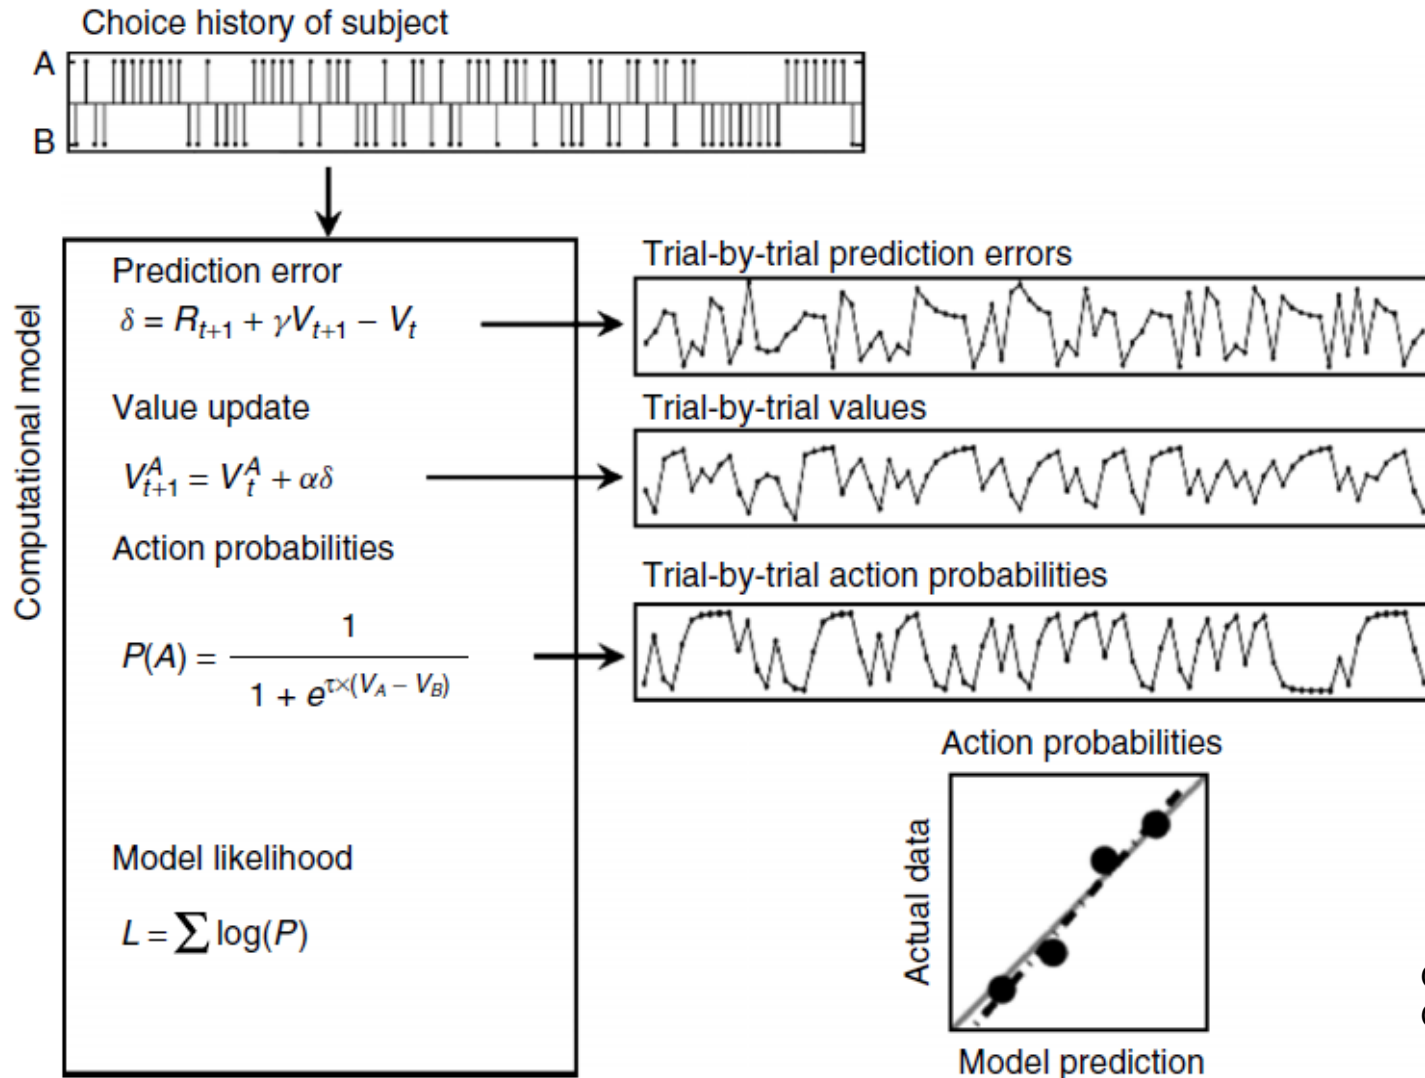 Choice history of subject
A
B
Computational model
Prediction error
δ = R_{t+1} + γV_{t+1} − V_t
Value update
V^A_{t+1} = V^A_t + αδ
Action probabilities
P(A) = 1 / (1 + e^{τ×(V_A − V_B)})
Model likelihood
L = ∑ log(P)
Trial-by-trial prediction errors
Trial-by-trial values
Trial-by-trial action probabilities
Action probabilities
Actual data
Model prediction